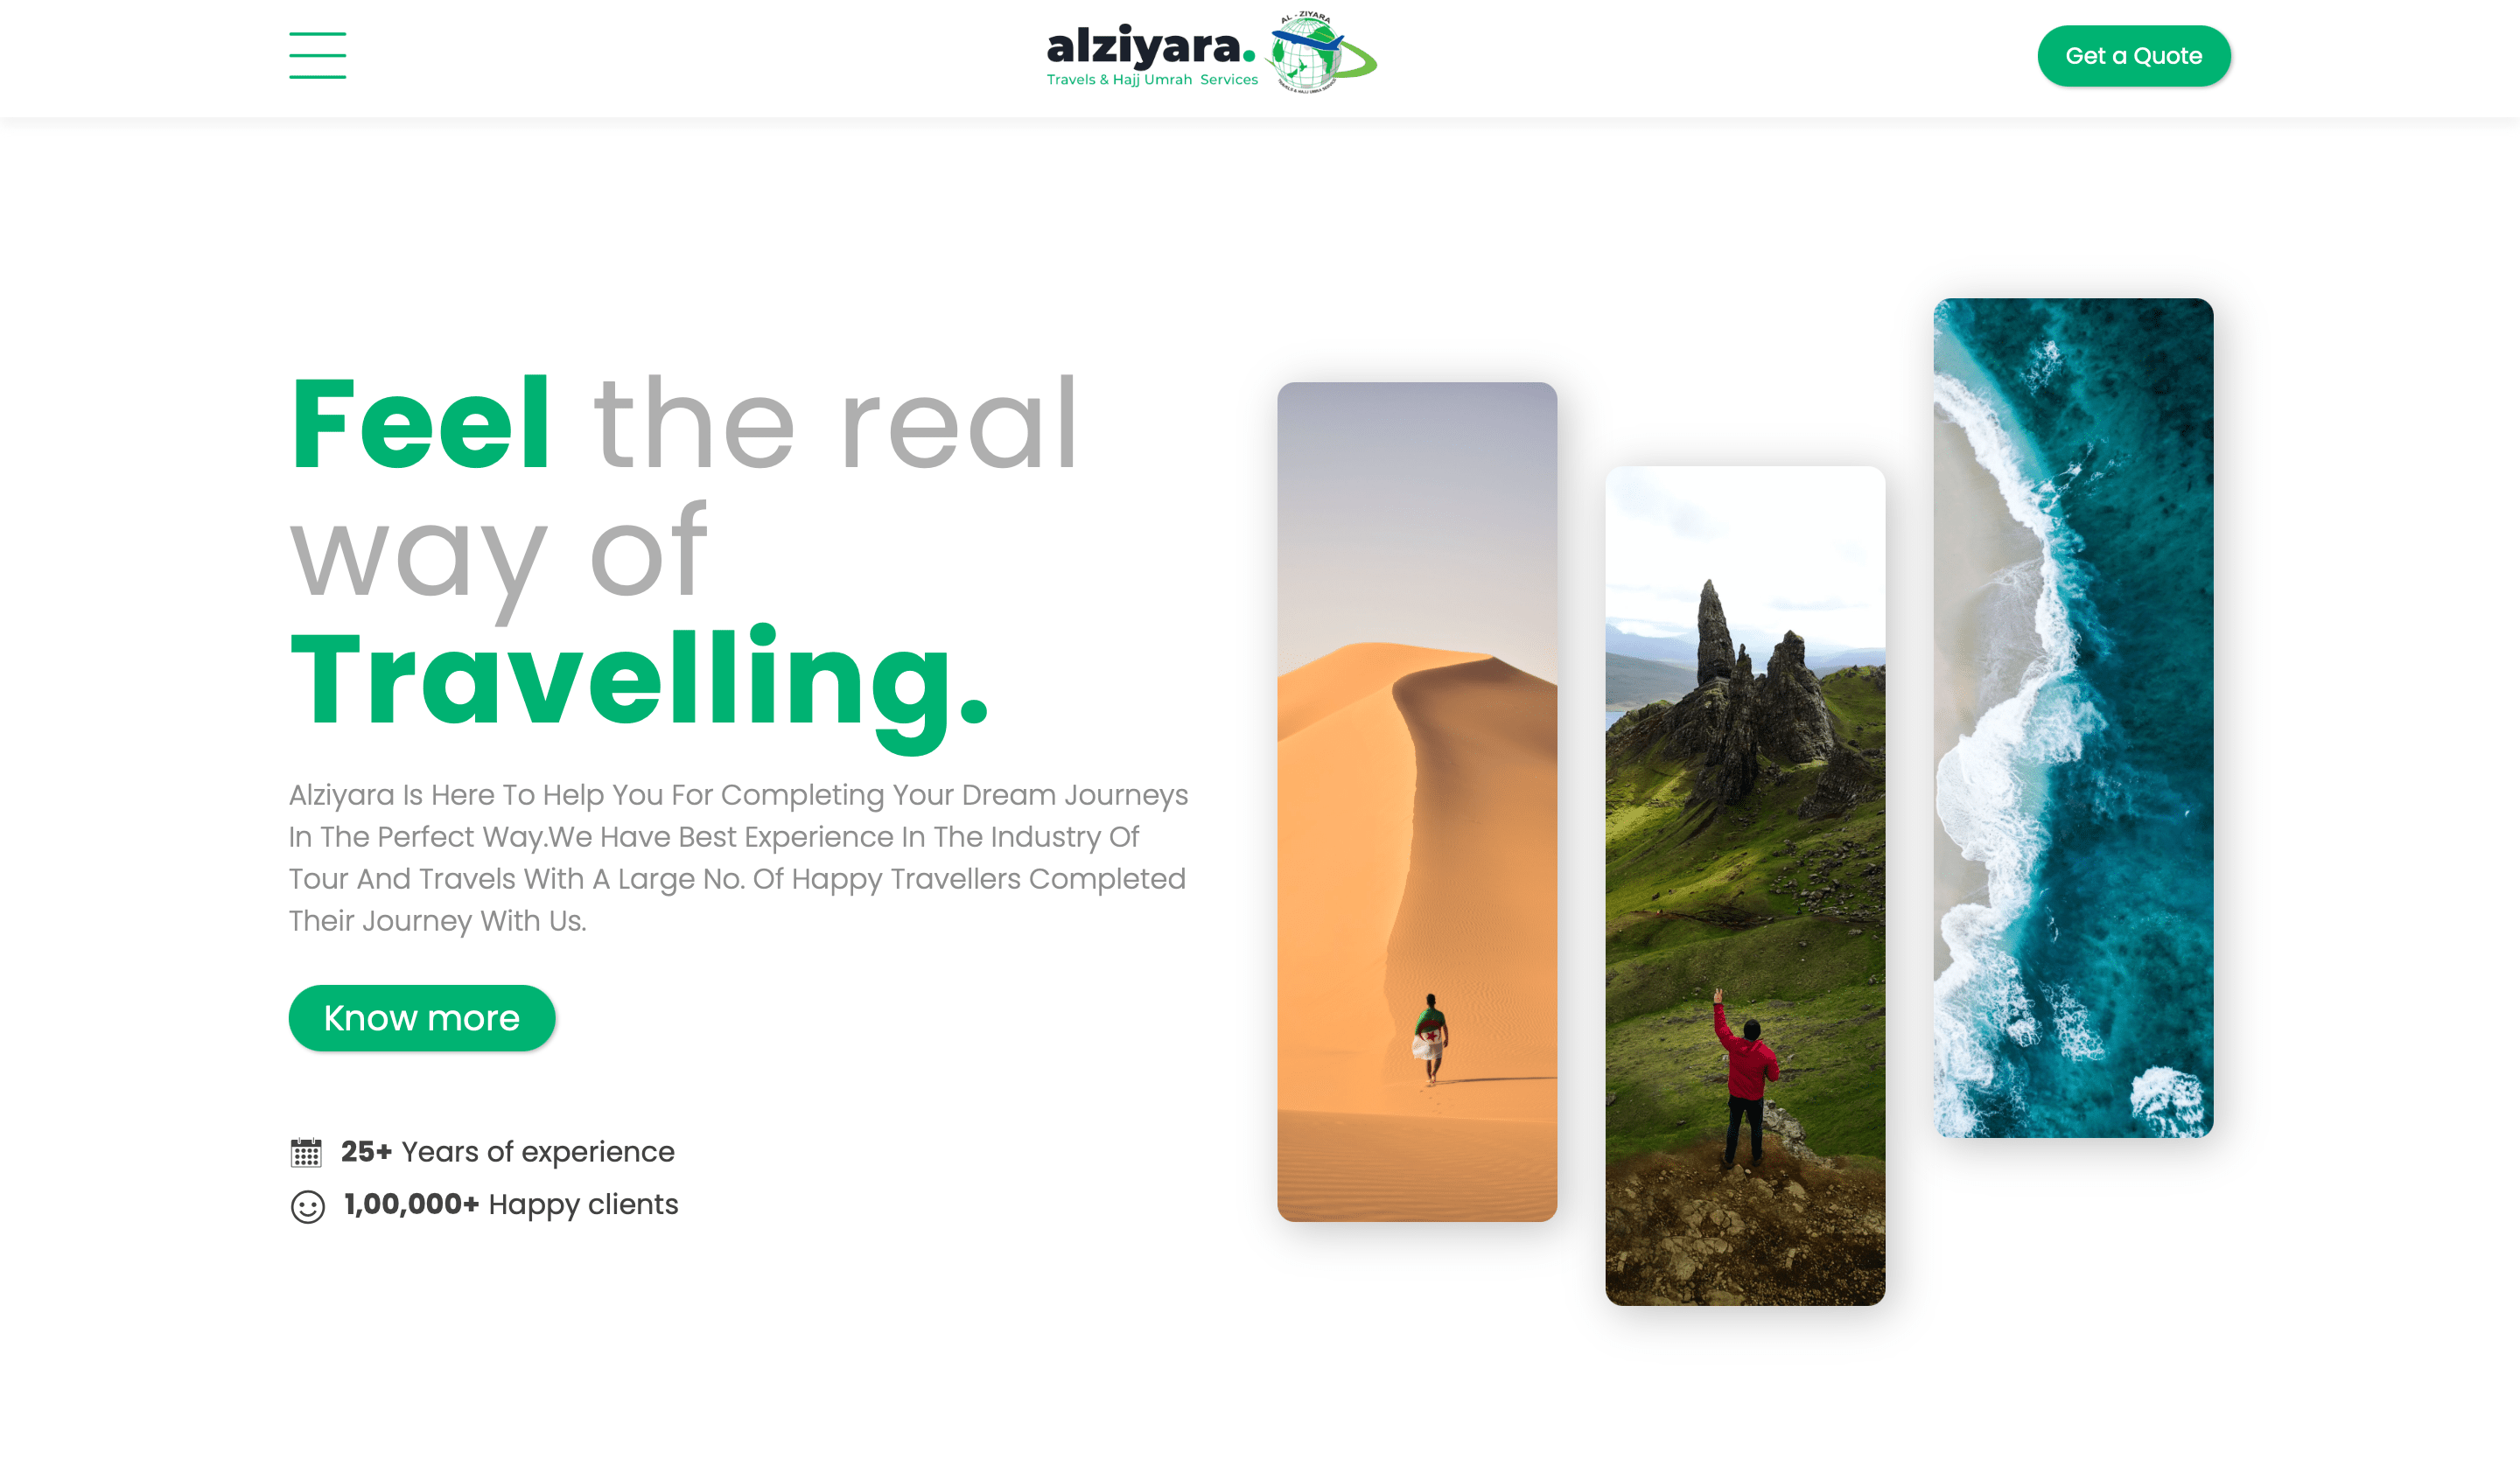 alziyara.
Travels & Hajj Umrah Services
AL - ZIYARA
Get a Quote
Feel the real
way of
Travelling.
Alziyara Is Here To Help You For Completing Your Dream Journeys
In The Perfect Way.We Have Best Experience In The Industry Of
Tour And Travels With A Large No. Of Happy Travellers Completed
Their Journey With Us.
Know more
25+ Years of experience
1,00,000+ Happy clients